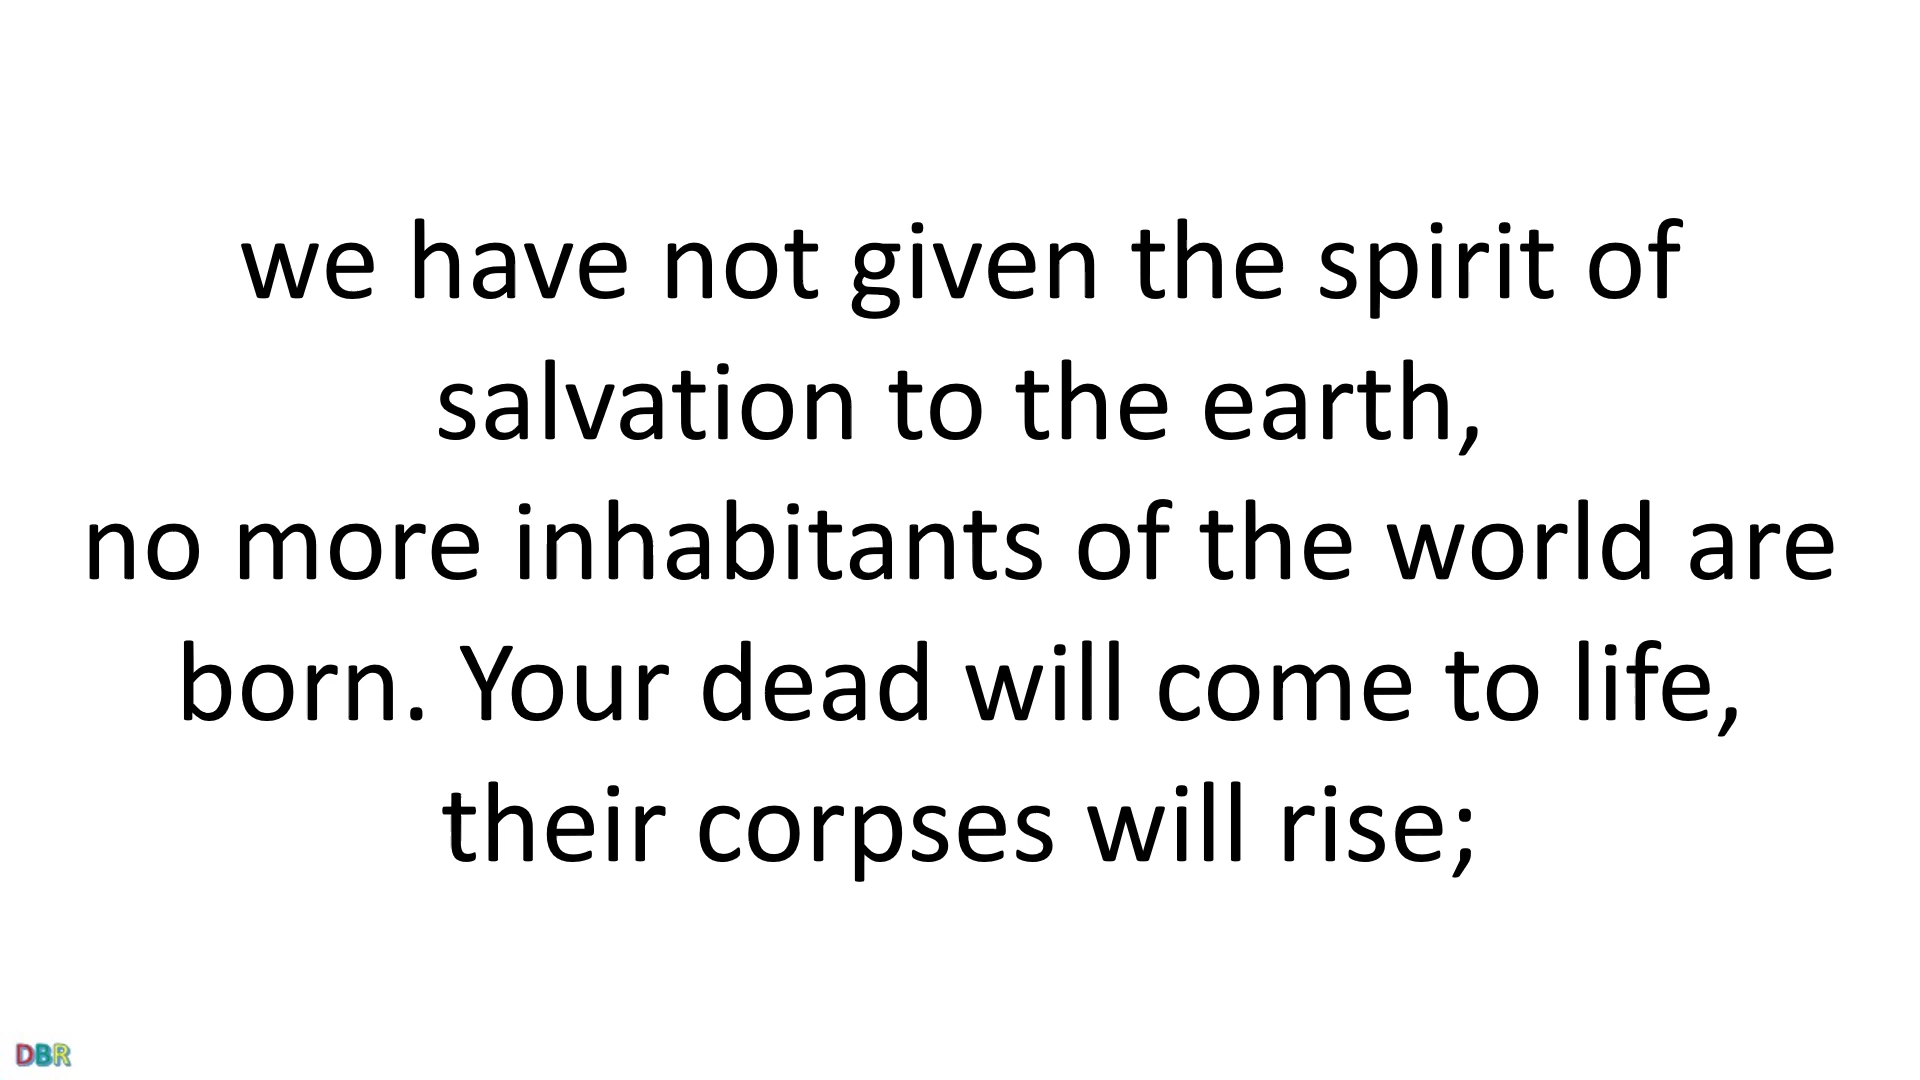 we have not given the spirit of
salvation to the earth,
no more inhabitants of the world are
born. Your dead will come to life,
their corpses will rise;
DBR